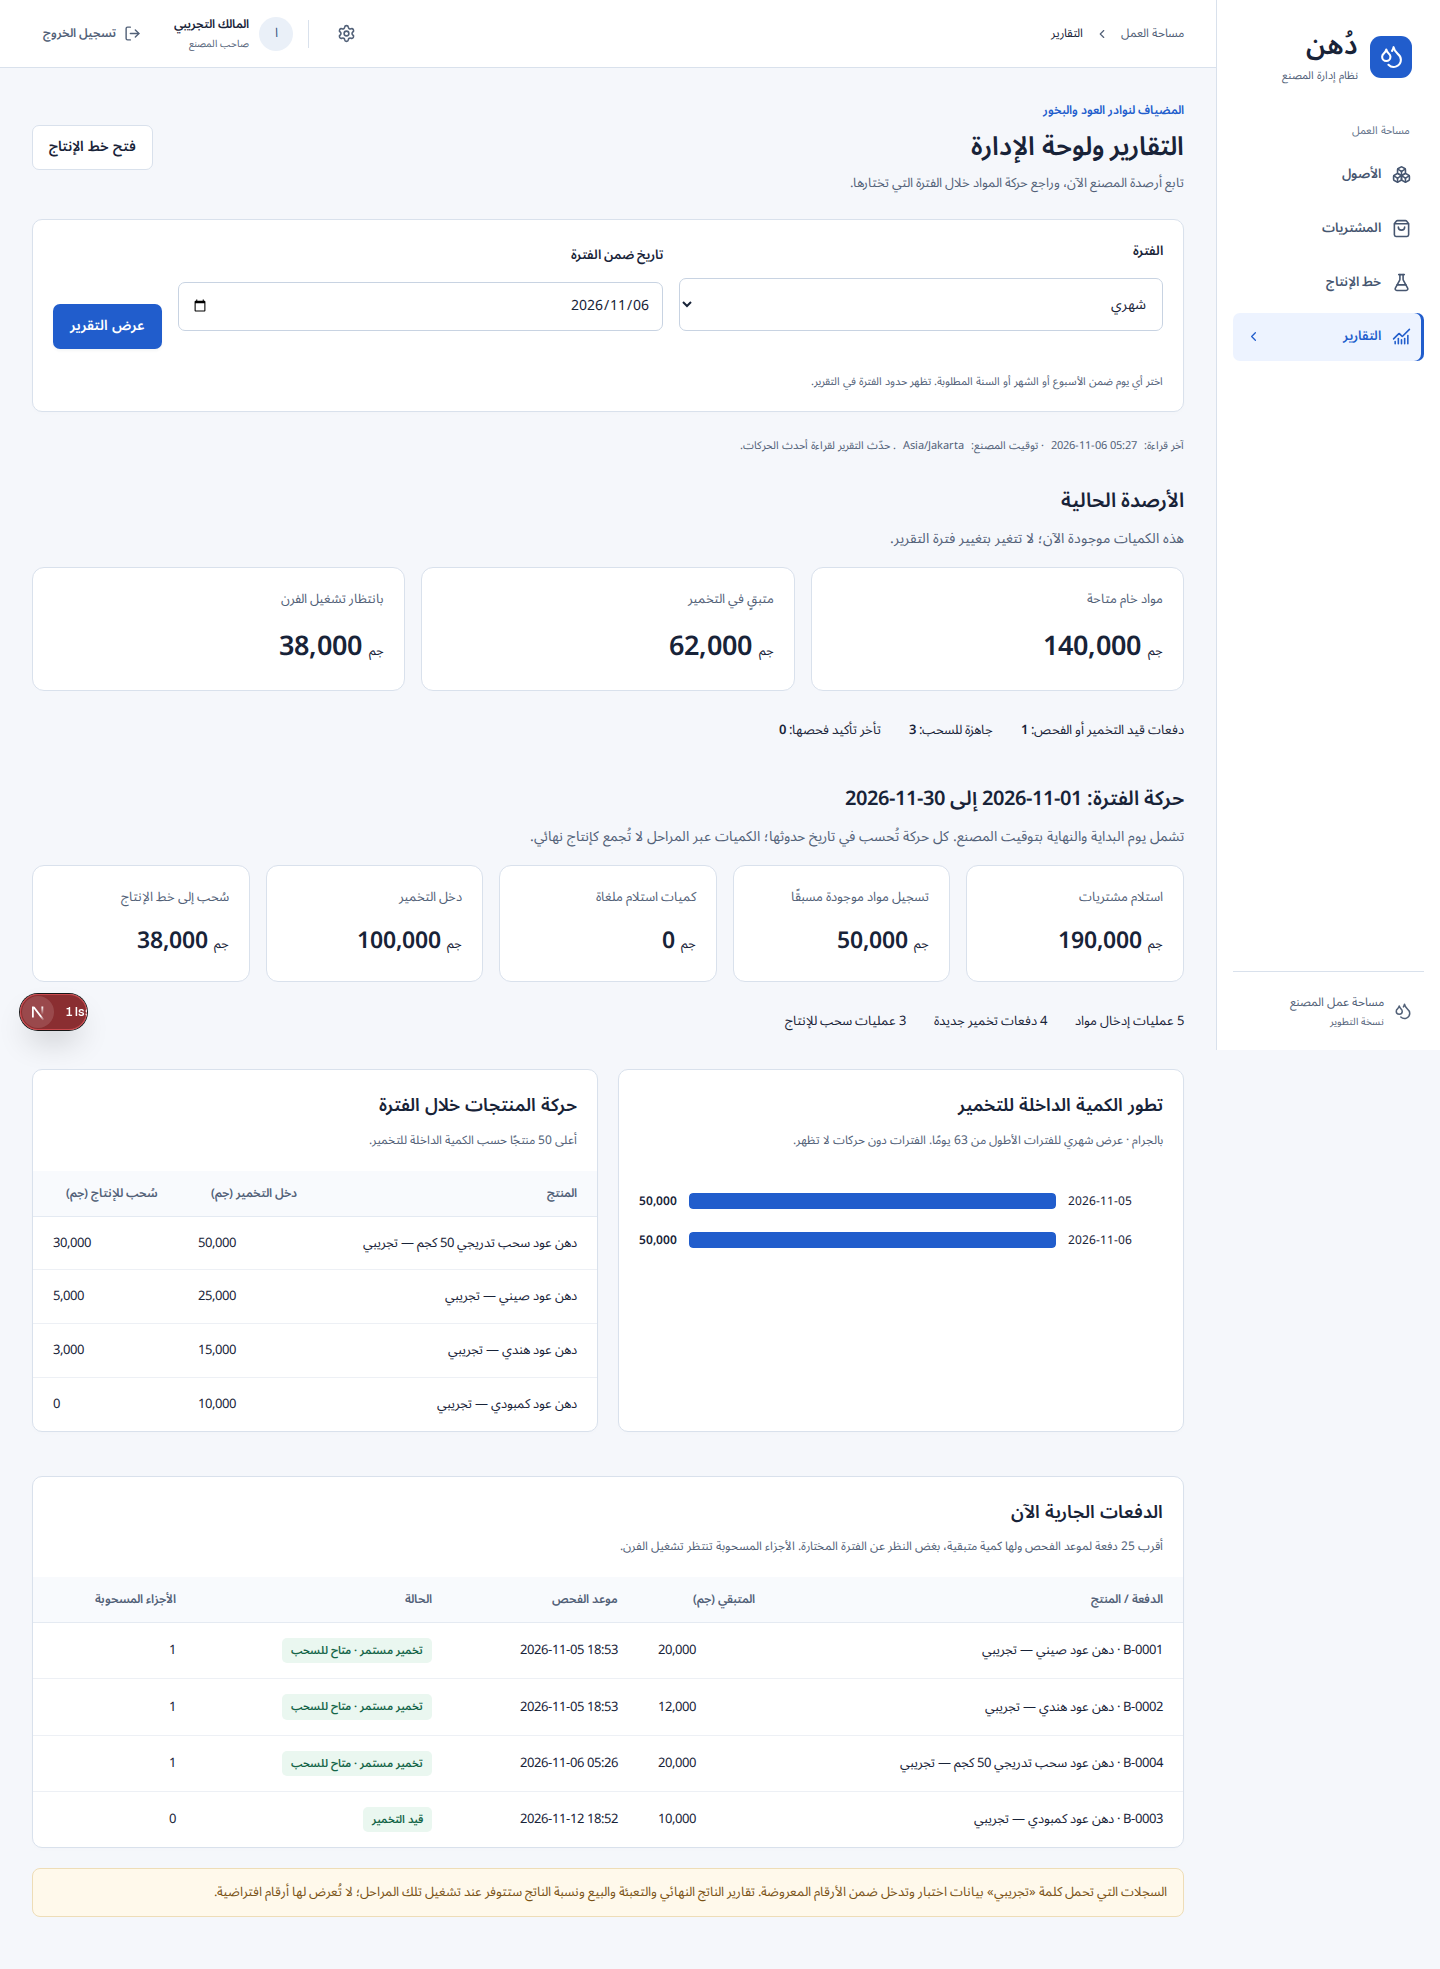 دُهن
نظام إدارة المصنع
مساحة العمل
الأصول
المشتريات
خط الإنتاج
التقارير
مساحة عمل المصنع
نسخة التطوير
مساحة العمل
التقارير
المالك التجريبي
صاحب المصنع
ا
تسجيل الخروج
المضياف لنوادر العود والبخور
التقارير ولوحة الإدارة
تابع أرصدة المصنع الآن، وراجع حركة المواد خلال الفترة التي تختارها.
فتح خط الإنتاج
الفترة
شهري
تاريخ ضمن الفترة
2026/11/06
عرض التقرير
اختر أي يوم ضمن الأسبوع أو الشهر أو السنة المطلوبة. تظهر حدود الفترة في التقرير.
آخر قراءة: 2026-11-06 05:27 · توقيت المصنع: Asia/Jakarta . حدّث التقرير لقراءة أحدث الحركات.
الأرصدة الحالية
هذه الكميات موجودة الآن؛ لا تتغير بتغيير فترة التقرير.
مواد خام متاحة
140,000 جم
متبقٍ في التخمير
62,000 جم
بانتظار تشغيل الفرن
38,000 جم
دفعات قيد التخمير أو الفحص: 1 جاهزة للسحب: 3 تأخر تأكيد فحصها: 0
حركة الفترة: 01-11-2026 إلى 30-11-2026
تشمل يوم البداية والنهاية بتوقيت المصنع. كل حركة تُحسب في تاريخ حدوثها؛ الكميات عبر المراحل لا تُجمع كإنتاج نهائي.
استلام مشتريات
190,000 جم
تسجيل مواد موجودة مسبقًا
50,000 جم
كميات استلام ملغاة
0 جم
دخل التخمير
100,000 جم
سُحب إلى خط الإنتاج
38,000 جم
5 عمليات إدخال مواد 4 دفعات تخمير جديدة 3 عمليات سحب للإنتاج
N 1 Iss
تطور الكمية الداخلة للتخمير
بالجرام · عرض شهري للفترات الأطول من 63 يومًا. الفترات دون حركات لا تظهر.
2026-11-05 50,000
2026-11-06 50,000
حركة المنتجات خلال الفترة
أعلى 50 منتجًا حسب الكمية الداخلة للتخمير.
المنتج دخل التخمير (جم) سُحب للإنتاج (جم)
دهن عود سحب تدريجي 50 كجم — تجريبي 50,000 30,000
دهن عود صيني — تجريبي 25,000 5,000
دهن عود هندي — تجريبي 15,000 3,000
دهن عود كمبودي — تجريبي 10,000 0
الدفعات الجارية الآن
أقرب 25 دفعة لموعد الفحص ولها كمية متبقية، بغض النظر عن الفترة المختارة. الأجزاء المسحوبة تنتظر تشغيل الفرن.
الدفعة / المنتج المتبقي (جم) موعد الفحص الحالة الأجزاء المسحوبة
B-0001 · دهن عود صيني — تجريبي 20,000 2026-11-05 18:53 تخمير مستمر · متاح للسحب 1
B-0002 · دهن عود هندي — تجريبي 12,000 2026-11-05 18:53 تخمير مستمر · متاح للسحب 1
B-0004 · دهن عود سحب تدريجي 50 كجم — تجريبي 20,000 2026-11-06 05:26 تخمير مستمر · متاح للسحب 1
B-0003 · دهن عود كمبودي — تجريبي 10,000 2026-11-12 18:52 قيد التخمير 0
السجلات التي تحمل كلمة «تجريبي» بيانات اختبار وتدخل ضمن الأرقام المعروضة. تقارير الناتج النهائي والتعبئة والبيع ونسبة الناتج ستتوفر عند تشغيل تلك المراحل؛ لا تُعرض لها أرقام افتراضية.